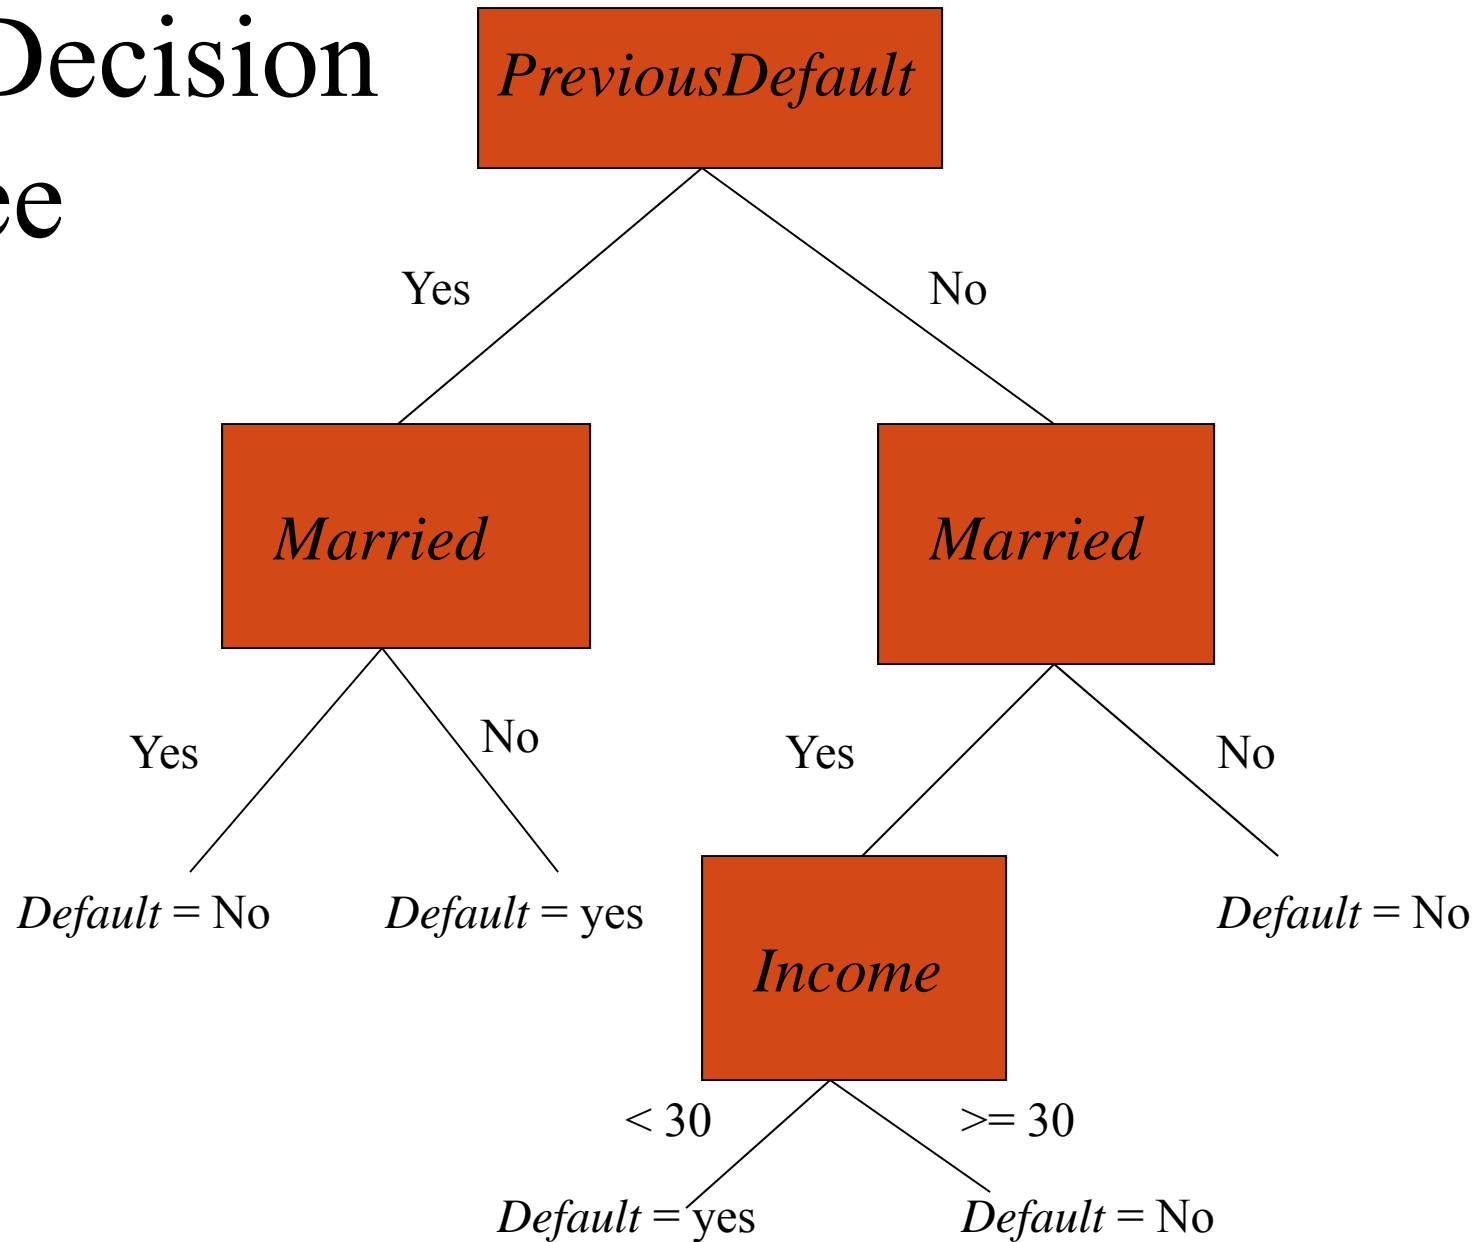 Decision
ee
PreviousDefault
Yes
No
Married
Married
Yes
No
Yes
No
Default = No
Default = yes
Default = No
Income
< 30
>= 30
Default = yes
Default = No